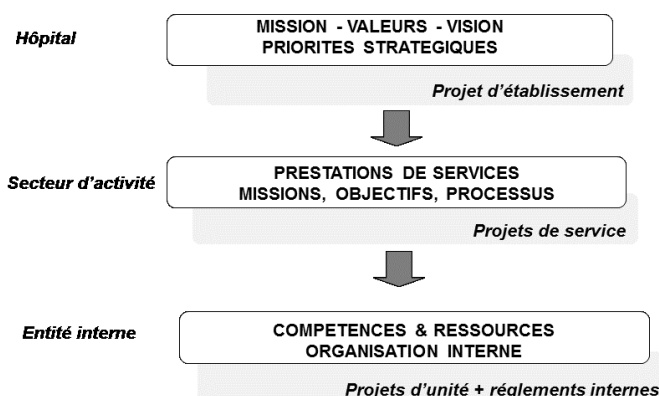 Hôpital
MISSION - VALEURS - VISION
PRIORITES STRATEGIQUES
Projet d'établissement
Secteur d'activité
PRESTATIONS DE SERVICES
MISSIONS, OBJECTIFS, PROCESSUS
Projets de service
Entité interne
COMPETENCES & RESSOURCES
ORGANISATION INTERNE
Projets d'unité + réglements internes